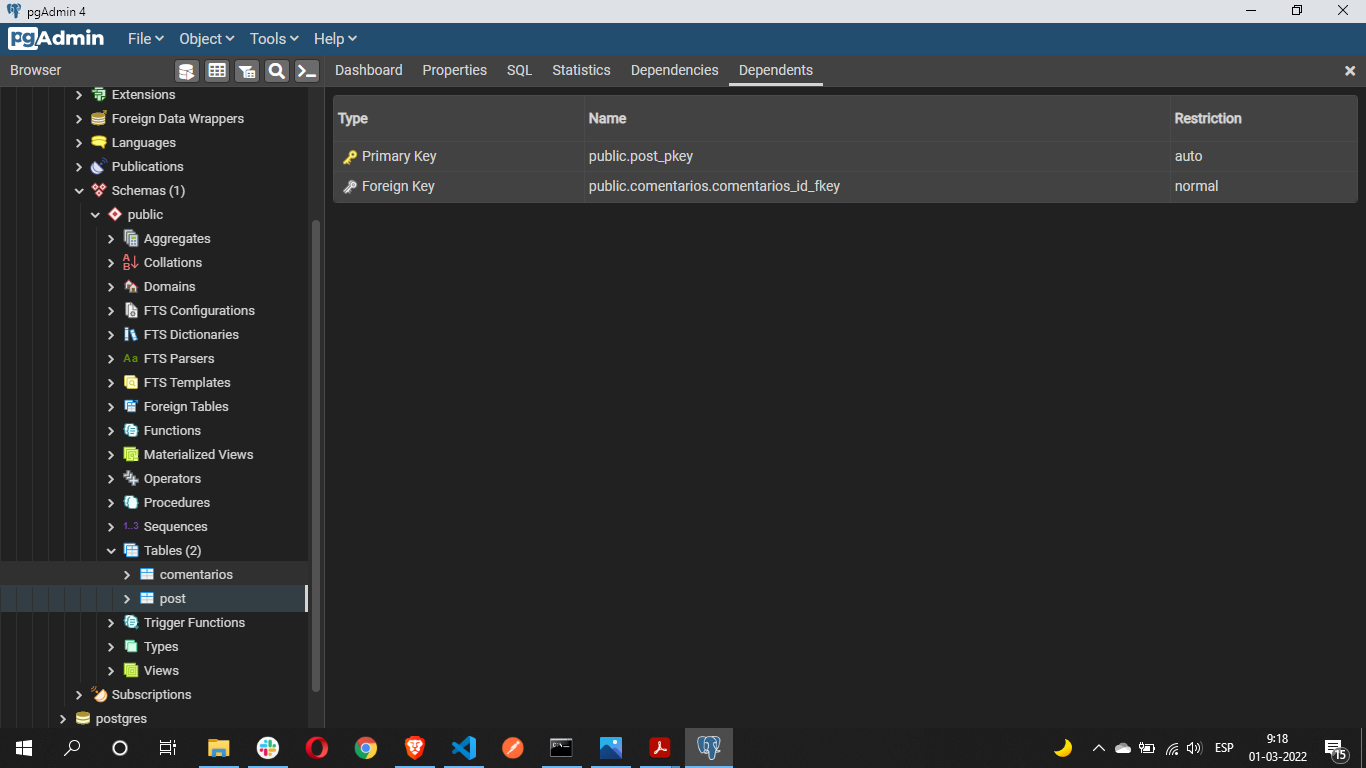 pgAdmin 4
pgAdmin File Object Tools Help
Browser
Dashboard Properties SQL Statistics Dependencies Dependents
Extensions
Foreign Data Wrappers
Languages
Publications
Schemas (1)
public
Aggregates
Collations
Domains
FTS Configurations
FTS Dictionaries
Aa FTS Parsers
FTS Templates
Foreign Tables
Functions
Materialized Views
Operators
Procedures
1..3 Sequences
Tables (2)
comentarios
post
Trigger Functions
Types
Views
Subscriptions
postgres
Type Name Restriction
Primary Key public.post_pkey auto
Foreign Key public.comentarios.comentarios_id_fkey normal
ESP
9:18
01-03-2022
15